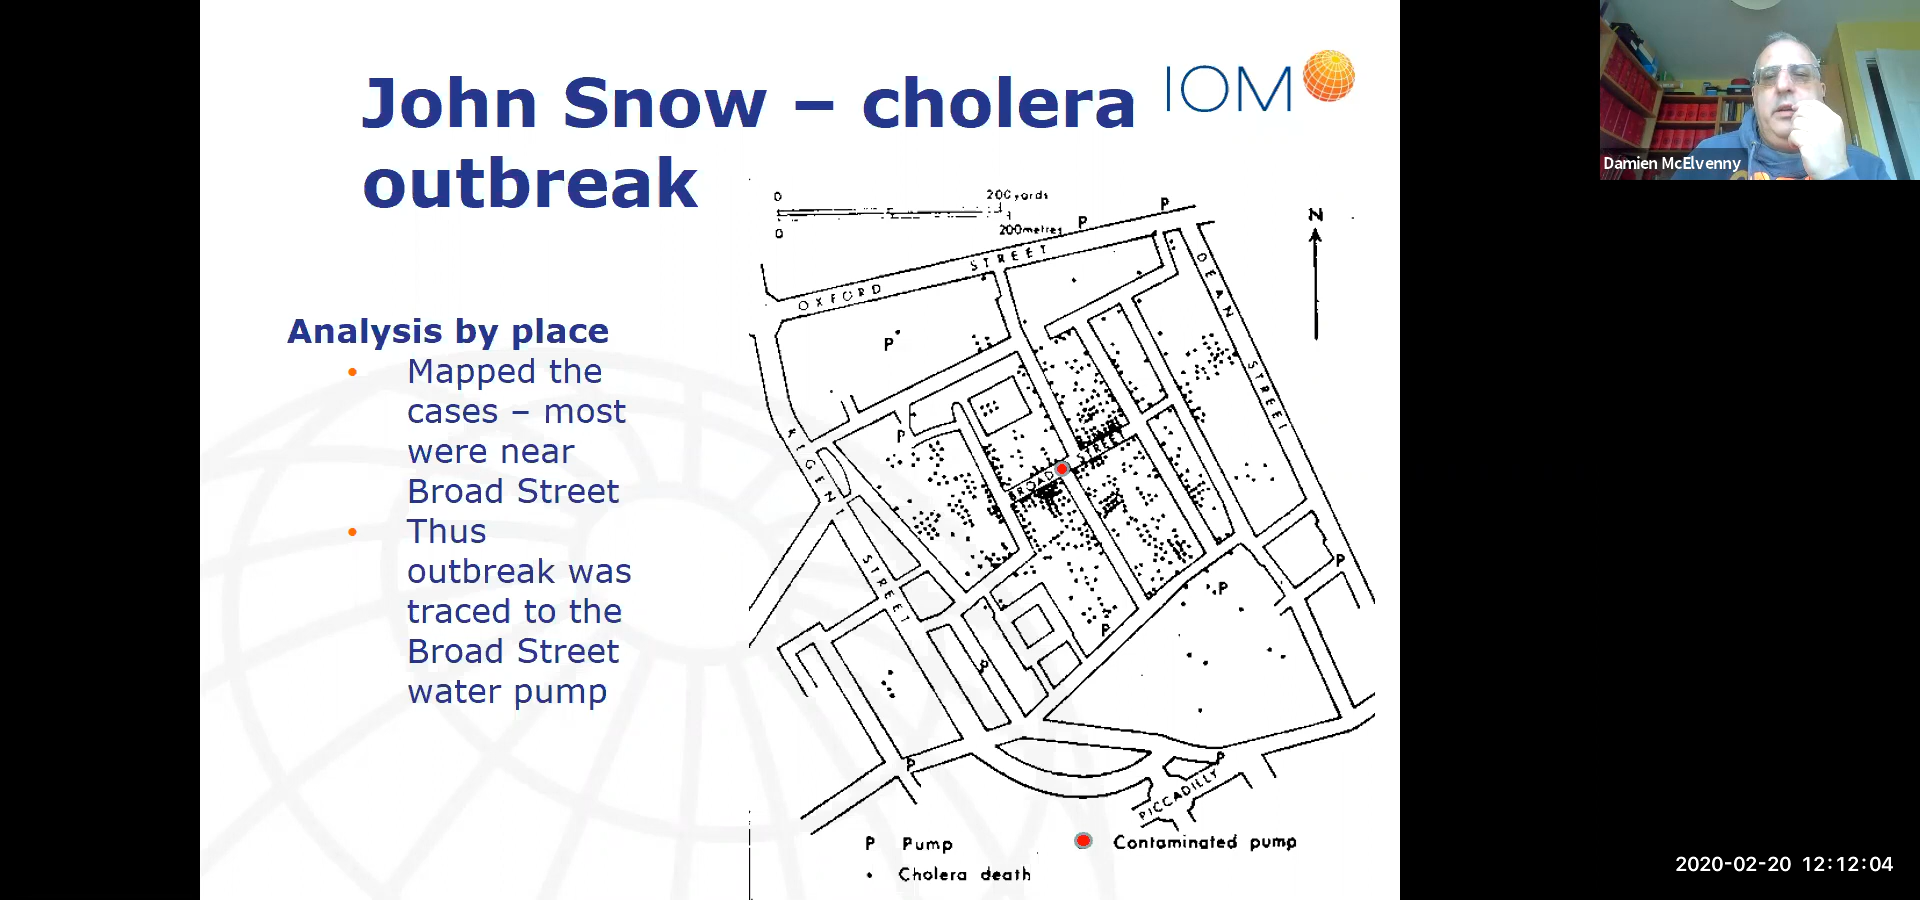 John Snow – cholera
outbreak
IOM
Analysis by place
• Mapped the
cases – most
were near
Broad Street
• Thus
outbreak was
traced to the
Broad Street
water pump
0 200 yards
0 200 metres
N
OXFORD STREET
DEAN STREET
REGENT STREET
BROAD STREET
PICCADILLY
P
P
P
P
P
P
P
P
P
P
P Pump
Contaminated pump
• Cholera death
Damien McElvenny
2020-02-20 12:12:04